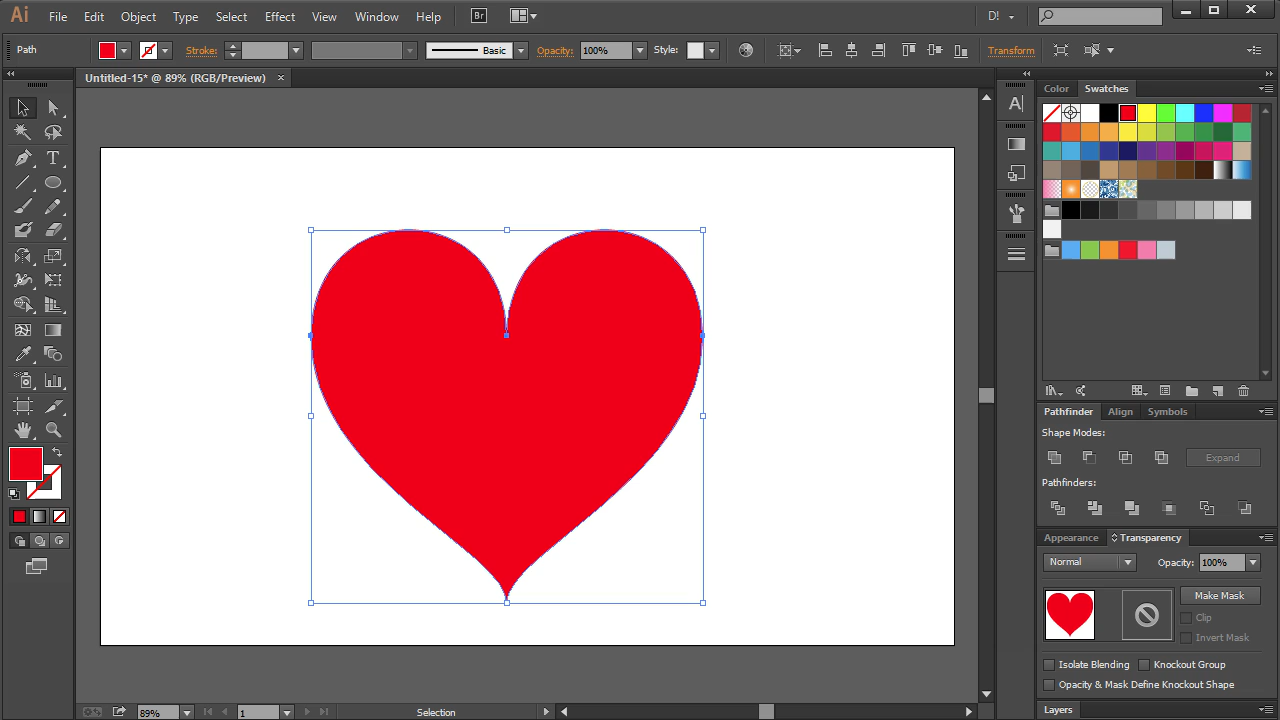 Ai File Edit Object Type Select Effect View Window Help Br D!
Path Stroke: Basic Opacity: 100% Style: Transform
Untitled-15* @ 89% (RGB/Preview) ×
Color Swatches
A
T
Pathfinder Align Symbols
Shape Modes:
Expand
Pathfinders:
Appearance Transparency
Normal Opacity: 100%
Make Mask
Clip
Invert Mask
Isolate Blending Knockout Group
Opacity & Mask Define Knockout Shape
Layers
89% 1 Selection